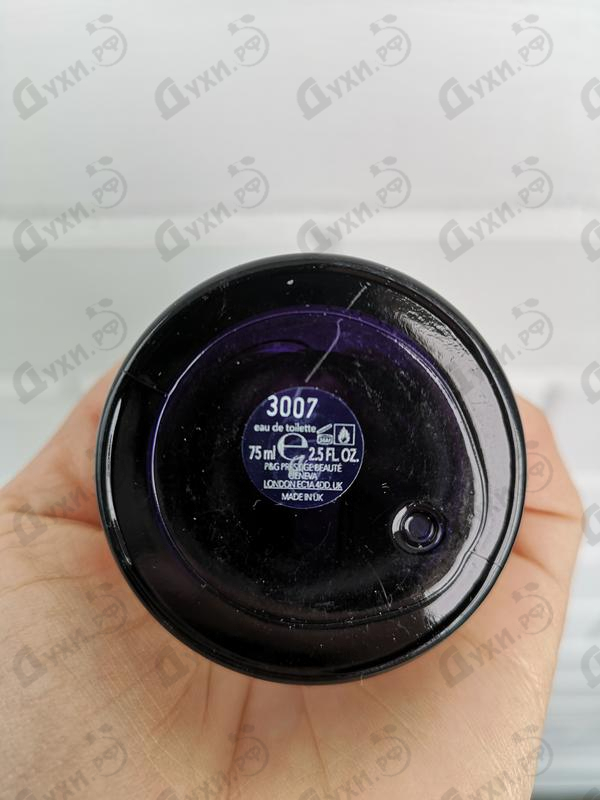 3007
eau de toilette
75 ml e 2.5 FL. OZ.
P&G PRESTIGE BEAUTÉ
GENEVA
LONDON EC1A 4DD, UK
MADE IN UK
Духи.рф